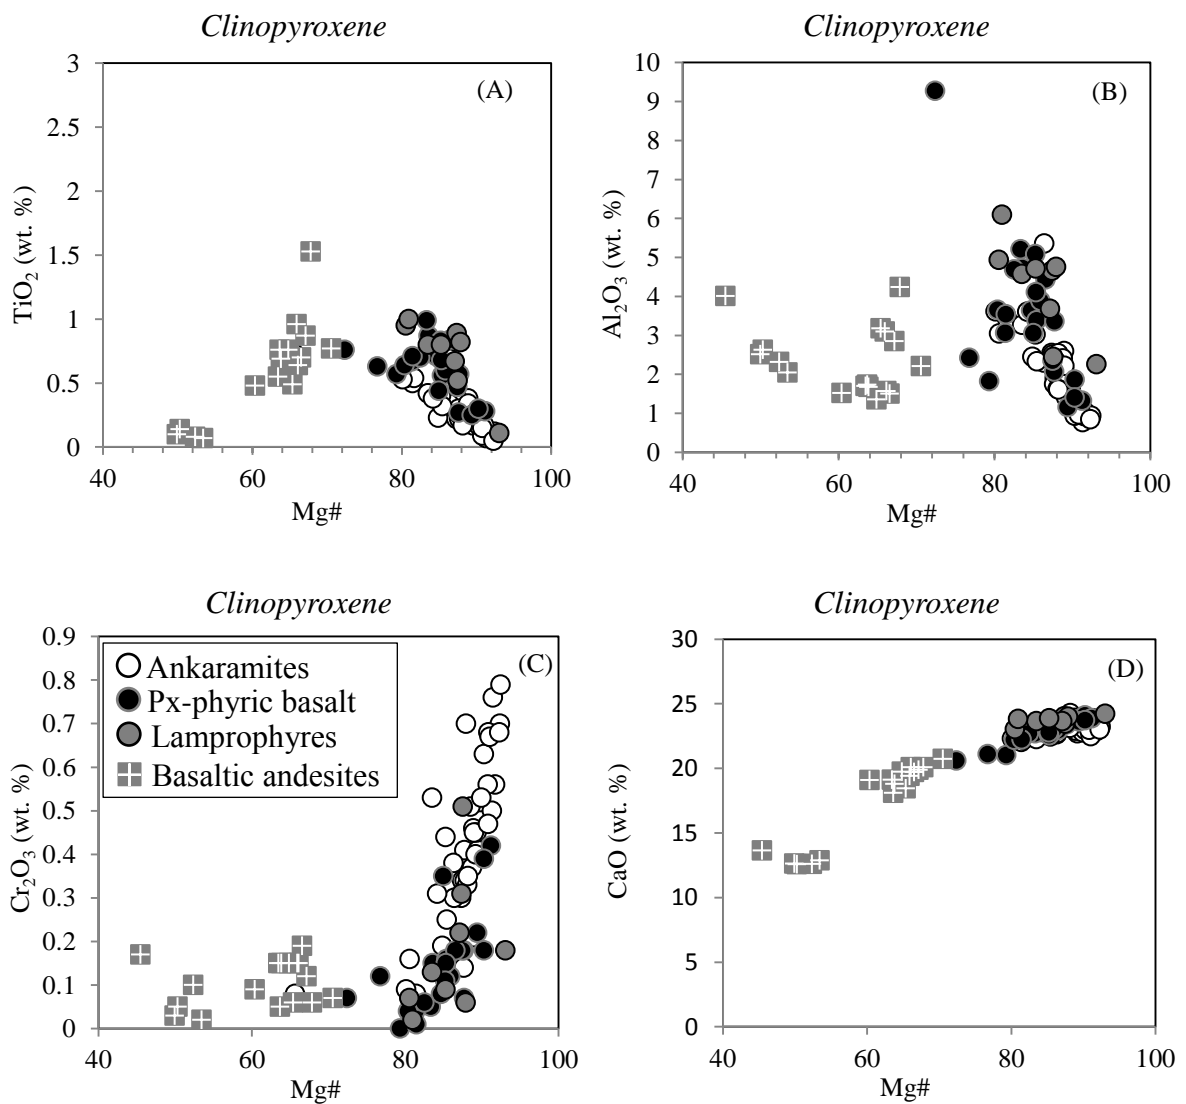 Clinopyroxene
(A)
3
2.5
2
1.5
1
0.5
0
TiO₂ (wt. %)
40 60 80 100
Mg#
Clinopyroxene
(B)
10
9
8
7
6
5
4
3
2
1
0
Al₂O₃ (wt. %)
40 60 80 100
Mg#
Clinopyroxene
(C)
0.9
0.8
0.7
0.6
0.5
0.4
0.3
0.2
0.1
0
Cr₂O₃ (wt. %)
Ankaramites
Px-phyric basalt
Lamprophyres
Basaltic andesites
40 60 80 100
Mg#
Clinopyroxene
(D)
30
25
20
15
10
5
0
CaO (wt. %)
40 60 80 100
Mg#